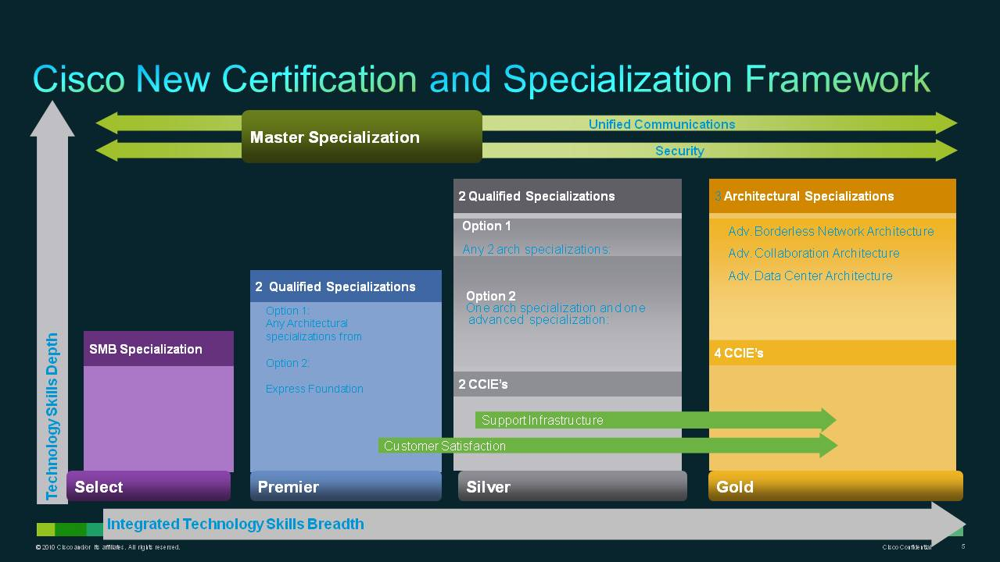 Cisco New Certification and Specialization Framework
Master Specialization
Unified Communications
Security
Technology Skills Depth
SMB Specialization
Select
2 Qualified Specializations
Option 1:
Any Architectural
specializations from
Option 2:
Express Foundation
Premier
2 Qualified Specializations
Option 1
Any 2 arch specializations:
Option 2
One arch specialization and one
advanced specialization:
2 CCIE’s
Silver
3 Architectural Specializations
Adv. Borderless Network Architecture
Adv. Collaboration Architecture
Adv. Data Center Architecture
4 CCIE’s
Gold
Support Infrastructure
Customer Satisfaction
Integrated Technology Skills Breadth
© 2010 Cisco and/or its affiliates. All rights reserved.
Cisco Confidential
5